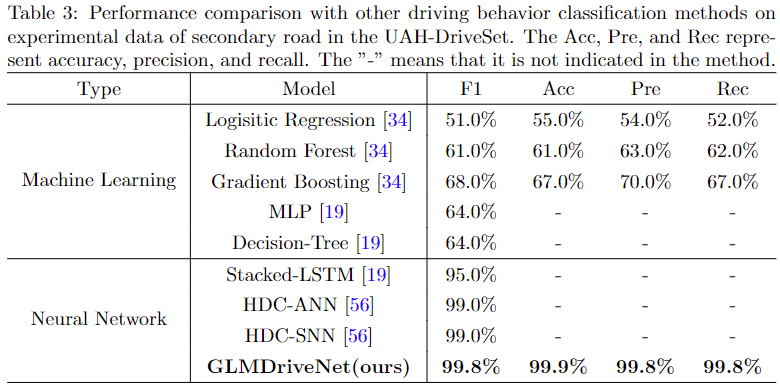 Table 3: Performance comparison with other driving behavior classification methods on
experimental data of secondary road in the UAH-DriveSet. The Acc, Pre, and Rec repre-
sent accuracy, precision, and recall. The ”-” means that it is not indicated in the method.
Type Model F1 Acc Pre Rec
Machine Learning
Logisitic Regression [34] 51.0% 55.0% 54.0% 52.0%
Random Forest [34] 61.0% 61.0% 63.0% 62.0%
Gradient Boosting [34] 68.0% 67.0% 70.0% 67.0%
MLP [19] 64.0% - - -
Decision-Tree [19] 64.0% - - -
Neural Network
Stacked-LSTM [19] 95.0% - - -
HDC-ANN [56] 99.0% - - -
HDC-SNN [56] 99.0% - - -
GLMDriveNet(ours) 99.8% 99.9% 99.8% 99.8%